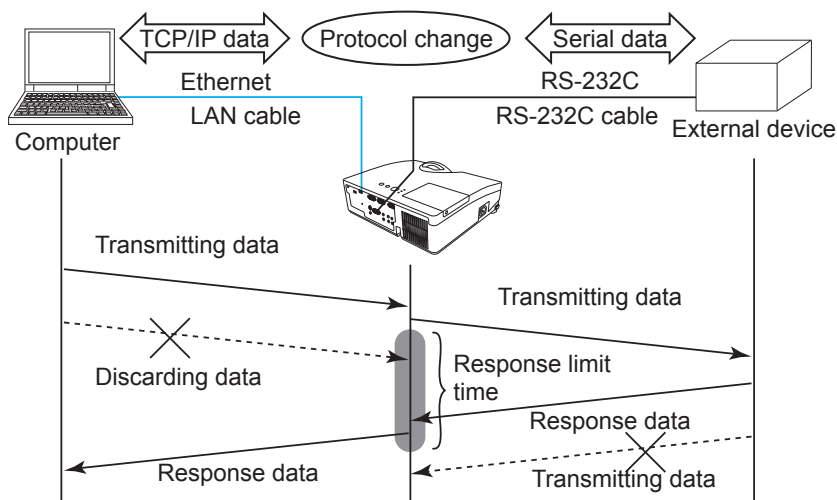 TCP/IP data
Protocol change
Serial data
Ethernet
RS-232C
LAN cable
RS-232C cable
Computer
External device
Transmitting data
Transmitting data
Discarding data
Response limit
time
Response data
Response data
Transmitting data